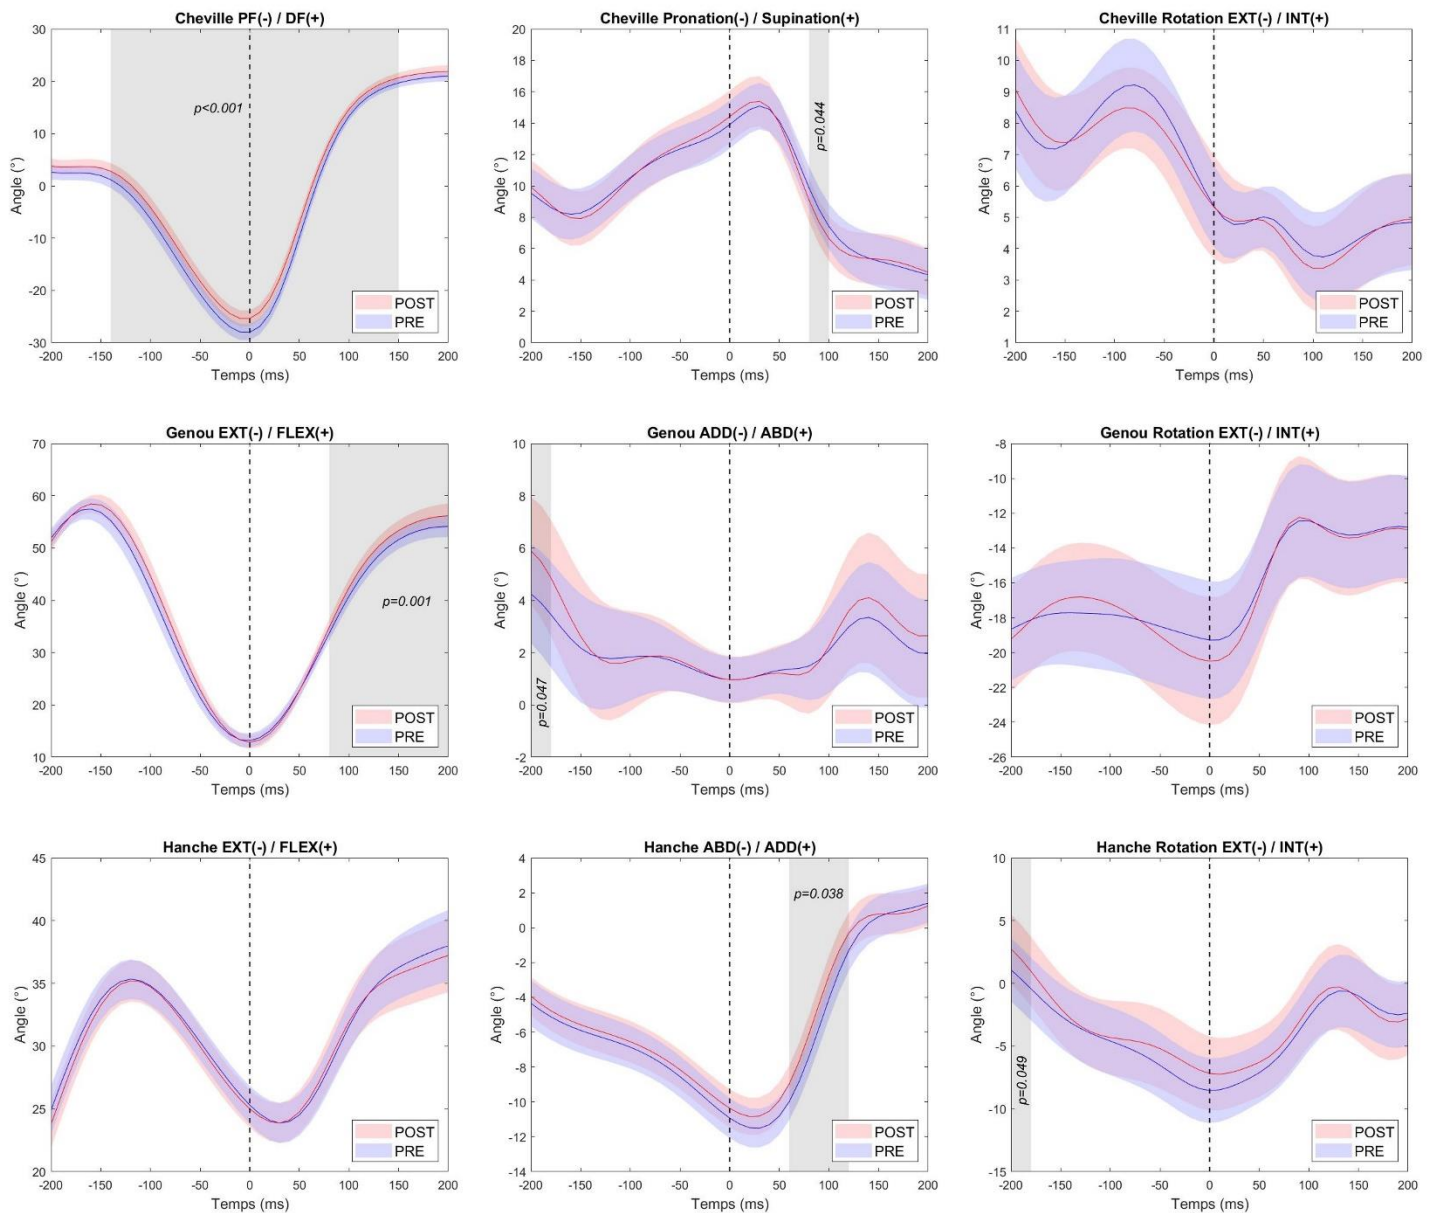 Cheville PF(-) / DF(+)
30
20
10
0
-10
-20
-30
Angle (°)
p<0.001
POST
PRE
-200 -150 -100 -50 0 50 100 150 200
Temps (ms)
Cheville Pronation(-) / Supination(+)
20
18
16
14
12
10
8
6
4
2
0
Angle (°)
p=0.044
POST
PRE
-200 -150 -100 -50 0 50 100 150 200
Temps (ms)
Cheville Rotation EXT(-) / INT(+)
11
10
9
8
7
6
5
4
3
2
1
Angle (°)
POST
PRE
-200 -150 -100 -50 0 50 100 150 200
Temps (ms)
Genou EXT(-) / FLEX(+)
70
60
50
40
30
20
10
Angle (°)
p=0.001
POST
PRE
-200 -150 -100 -50 0 50 100 150 200
Temps (ms)
Genou ADD(-) / ABD(+)
10
8
6
4
2
0
-2
Angle (°)
p=0.047
POST
PRE
-200 -150 -100 -50 0 50 100 150 200
Temps (ms)
Genou Rotation EXT(-) / INT(+)
-8
-10
-12
-14
-16
-18
-20
-22
-24
-26
Angle (°)
POST
PRE
-200 -150 -100 -50 0 50 100 150 200
Temps (ms)
Hanche EXT(-) / FLEX(+)
45
40
35
30
25
20
Angle (°)
POST
PRE
-200 -150 -100 -50 0 50 100 150 200
Temps (ms)
Hanche ABD(-) / ADD(+)
4
2
0
-2
-4
-6
-8
-10
-12
-14
Angle (°)
p=0.038
POST
PRE
-200 -150 -100 -50 0 50 100 150 200
Temps (ms)
Hanche Rotation EXT(-) / INT(+)
10
5
0
-5
-10
-15
Angle (°)
p=0.049
POST
PRE
-200 -150 -100 -50 0 50 100 150 200
Temps (ms)